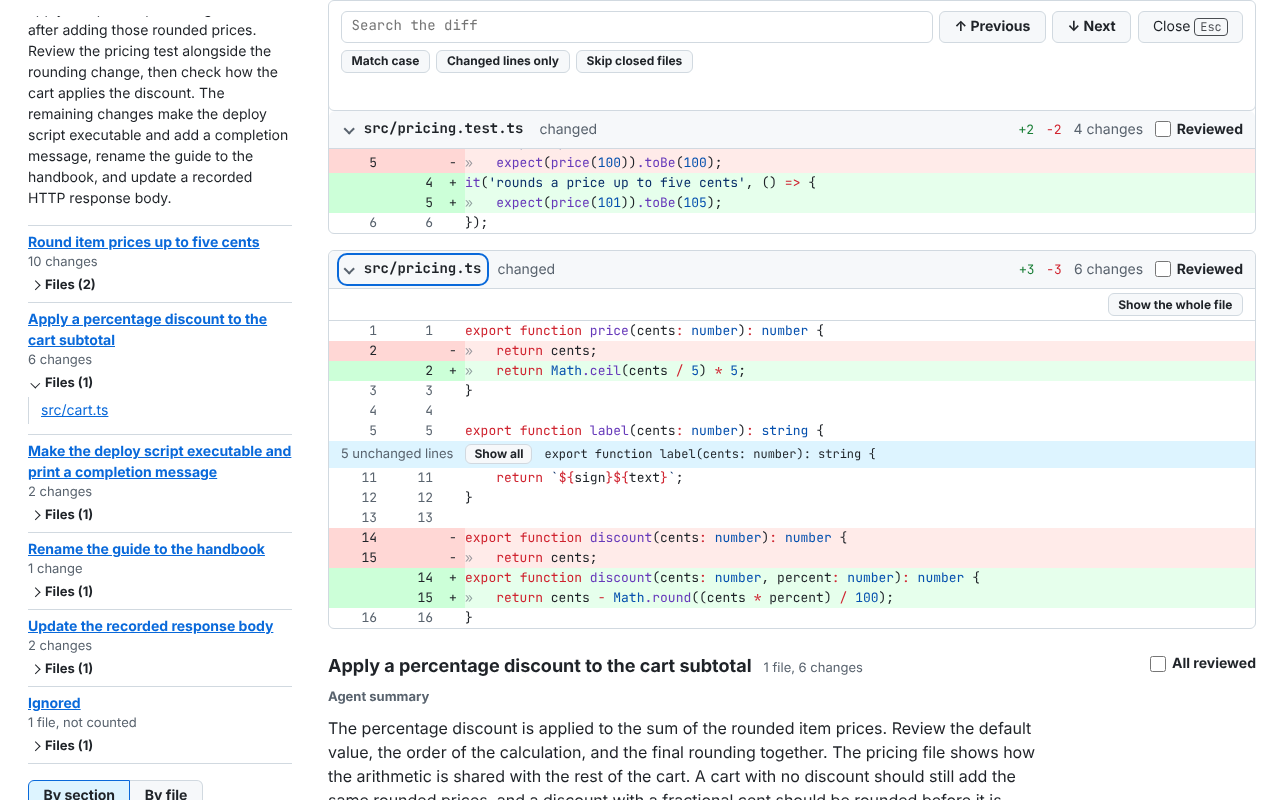 after adding those rounded prices.
Review the pricing test alongside the
rounding change, then check how the
cart applies the discount. The
remaining changes make the deploy
script executable and add a completion
message, rename the guide to the
handbook, and update a recorded
HTTP response body.
Round item prices up to five cents
10 changes
Files (2)
Apply a percentage discount to the
cart subtotal
6 changes
Files (1)
src/cart.ts
Make the deploy script executable and
print a completion message
2 changes
Files (1)
Rename the guide to the handbook
1 change
Files (1)
Update the recorded response body
2 changes
Files (1)
Ignored
1 file, not counted
Files (1)
By section By file
Search the diff
↑ Previous ↓ Next Close Esc
Match case Changed lines only Skip closed files
src/pricing.test.ts changed +2 -2 4 changes Reviewed
5 - » expect(price(100)).toBe(100);
4 + it('rounds a price up to five cents', () => {
5 + » expect(price(101)).toBe(105);
6 6 });
src/pricing.ts changed +3 -3 6 changes Reviewed
Show the whole file
1 1 export function price(cents: number): number {
2 - » return cents;
2 + » return Math.ceil(cents / 5) * 5;
3 3 }
4 4
5 5 export function label(cents: number): string {
5 unchanged lines Show all export function label(cents: number): string {
11 11 return `${sign}${text}`;
12 12 }
13 13
14 - export function discount(cents: number): number {
15 - » return cents;
14 + export function discount(cents: number, percent: number): number {
15 + » return cents - Math.round((cents * percent) / 100);
16 16 }
Apply a percentage discount to the cart subtotal 1 file, 6 changes All reviewed
Agent summary
The percentage discount is applied to the sum of the rounded item prices. Review the default
value, the order of the calculation, and the final rounding together. The pricing file shows how
the arithmetic is shared with the rest of the cart. A cart with no discount should still add the
same rounded prices, and a discount with a fractional cent should be rounded before it is